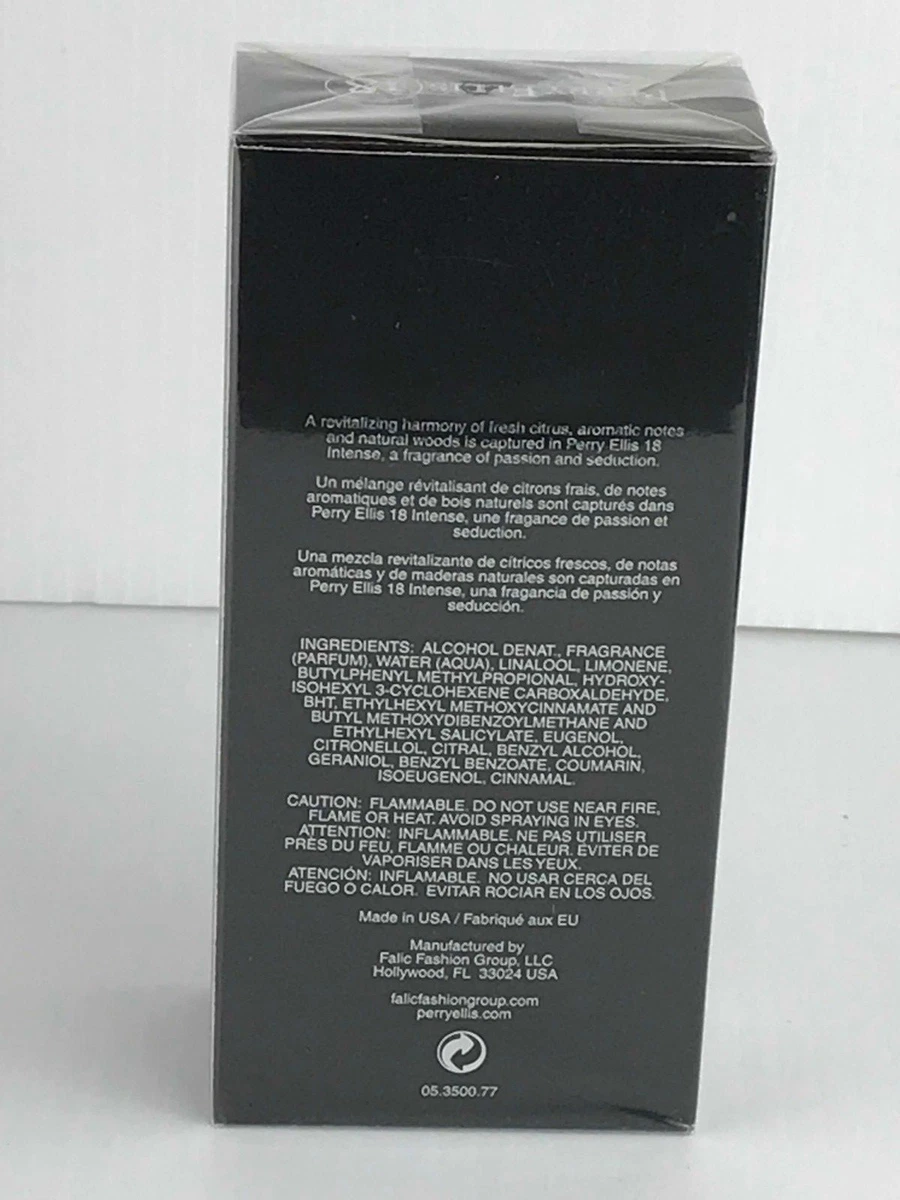 A revitalizing harmony of fresh citrus, aromatic notes
and natural woods is captured in Perry Ellis 18
Intense, a fragrance of passion and seduction.
Un mélange révitalisant de citrons frais, de notes
aromatiques et de bois naturels sont capturés dans
Perry Ellis 18 Intense, une fragance de passion et
seduction.
Una mezcla revitalizante de cítricos frescos, de notas
aromáticas y de maderas naturales son capturadas en
Perry Ellis 18 Intense, una fragancia de passión y
seducción.
INGREDIENTS: ALCOHOL DENAT., FRAGRANCE
(PARFUM), WATER (AQUA), LINALOOL, LIMONENE,
BUTYLPHENYL METHYLPROPIONAL, HYDROXY-
ISOHEXYL 3-CYCLOHEXENE CARBOXALDEHYDE,
BHT, ETHYLHEXYL METHOXYCINNAMATE AND
BUTYL METHOXYDIBENZOYLMETHANE AND
ETHYLHEXYL SALICYLATE, EUGENOL,
CITRONELLOL, CITRAL, BENZYL ALCOHOL,
GERANIOL, BENZYL BENZOATE, COUMARIN,
ISOEUGENOL, CINNAMAL.
CAUTION: FLAMMABLE. DO NOT USE NEAR FIRE,
FLAME OR HEAT. AVOID SPRAYING IN EYES.
ATTENTION: INFLAMMABLE. NE PAS UTILISER
PRÈS DU FEU, FLAMME OU CHALEUR. ÉVITER DE
VAPORISER DANS LES YEUX.
ATENCIÓN: INFLAMABLE. NO USAR CERCA DEL
FUEGO O CALOR. EVITAR ROCIAR EN LOS OJOS.
Made in USA / Fabriqué aux EU
Manufactured by
Falic Fashion Group, LLC
Hollywood, FL 33024 USA
falicfashiongroup.com
perryellis.com
05.3500.77